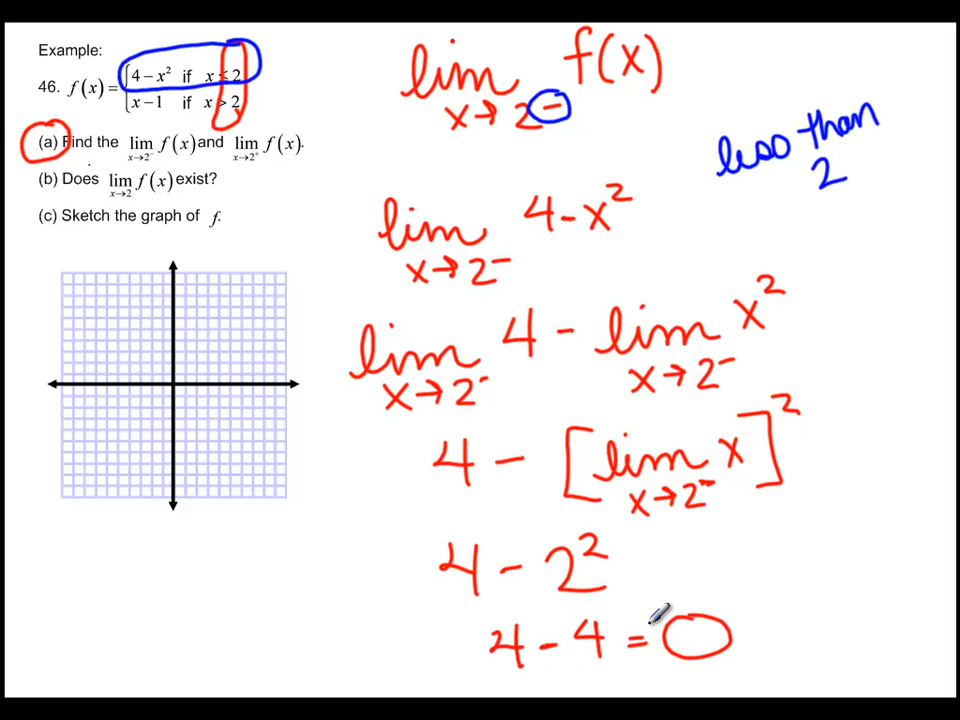 Example:
46. f(x) = { 4 − x² if x ≤ 2
x − 1 if x > 2
(a) Find the lim x→2⁻ f(x) and lim x→2⁺ f(x).
(b) Does lim x→2 f(x) exist?
(c) Sketch the graph of f.
lim x→2⁻ f(x)
less than
2
lim x→2⁻ 4 − x²
lim x→2⁻ 4 − lim x→2⁻ x²
4 − [lim x→2⁻ x]²
4 − 2²
4 − 4 = 0